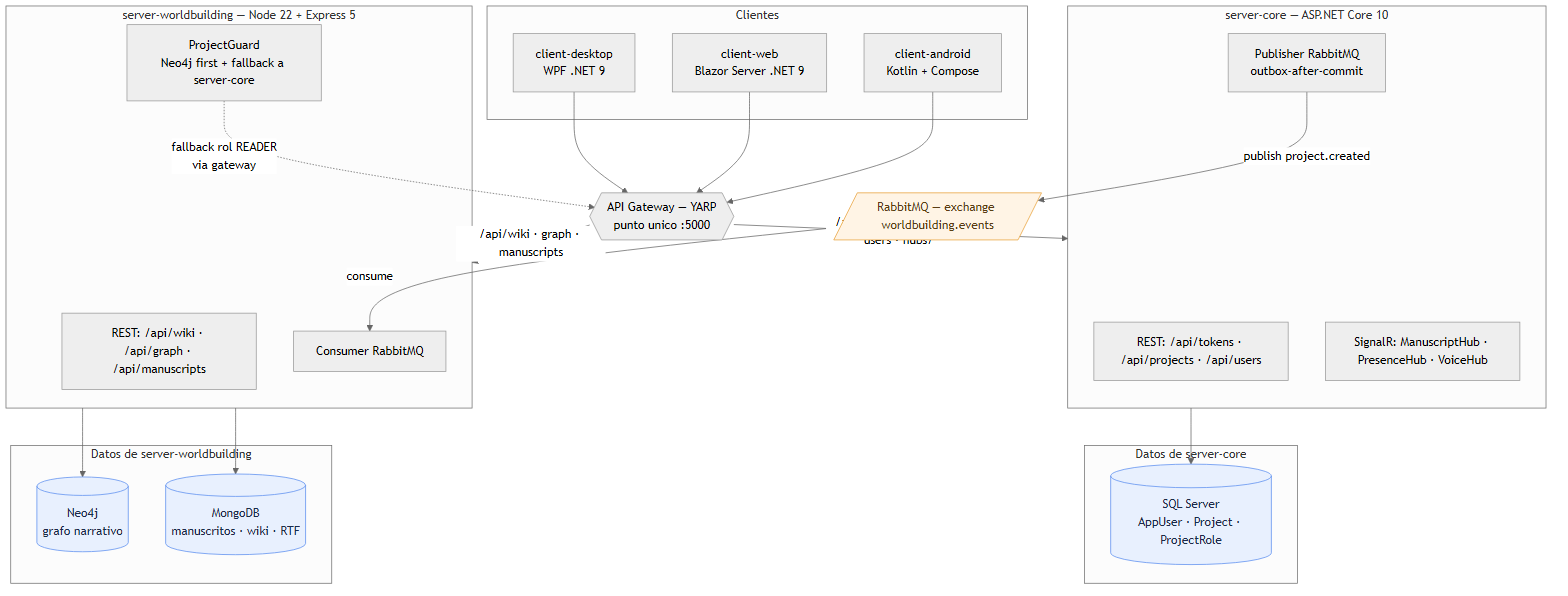 server-worldbuilding — Node 22 + Express 5
ProjectGuard
Neo4j first + fallback a
server-core
fallback rol READER
via gateway
/api/wiki · graph ·
manuscripts
consume
REST: /api/wiki ·
/api/graph ·
/api/manuscripts
Consumer RabbitMQ
Datos de server-worldbuilding
Neo4j
grafo narrativo
MongoDB
manuscritos · wiki · RTF
Clientes
client-desktop
WPF .NET 9
client-web
Blazor Server .NET 9
client-android
Kotlin + Compose
API Gateway — YARP
punto unico :5000
RabbitMQ — exchange
worldbuilding.events
users · hubs/
server-core — ASP.NET Core 10
Publisher RabbitMQ
outbox-after-commit
publish project.created
REST: /api/tokens ·
/api/projects · /api/users
SignalR: ManuscriptHub ·
PresenceHub · VoiceHub
Datos de server-core
SQL Server
AppUser · Project ·
ProjectRole